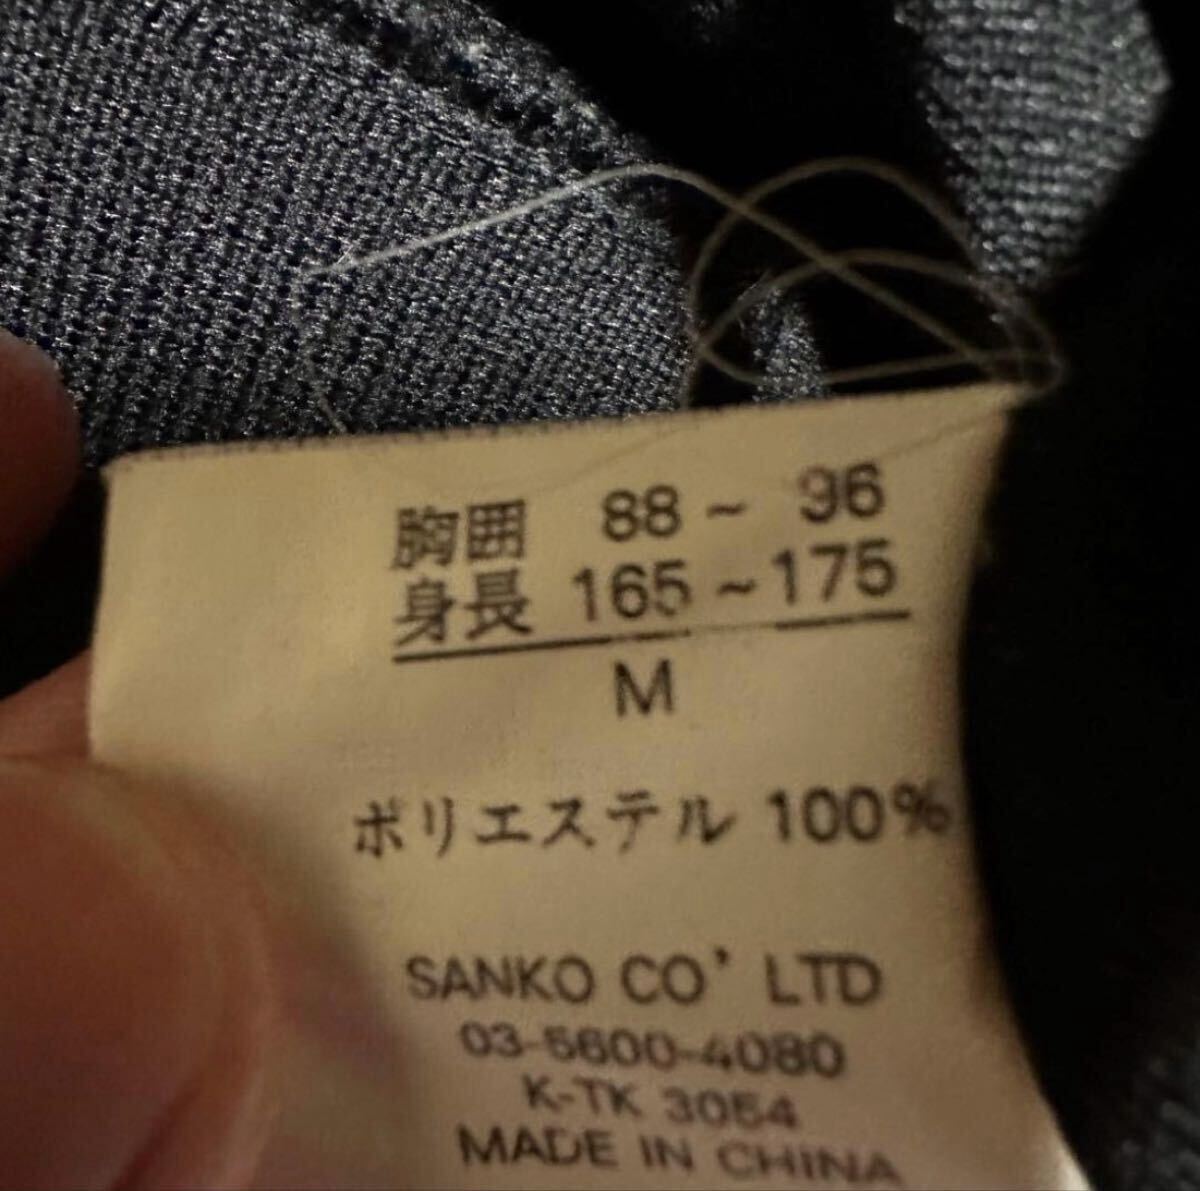 胸囲 88 ~ 96
身長 165 ~ 175
M
ポリエステル 100%
SANKO CO' LTD
03-5600-4080
K-TK 3054
MADE IN CHINA